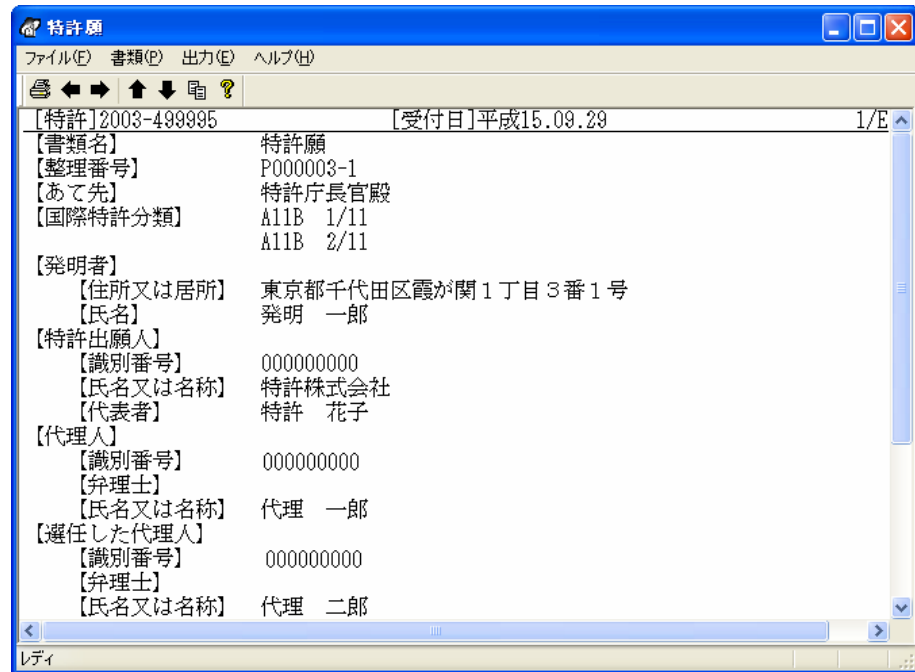 特許願
ファイル(F) 書類(P) 出力(E) ヘルプ(H)
[特許]2003-499995 [受付日]平成15.09.29 1/E
【書類名】 特許願
【整理番号】 P000003-1
【あて先】 特許庁長官殿
【国際特許分類】 A11B 1/11
A11B 2/11
【発明者】
【住所又は居所】 東京都千代田区霞が関１丁目３番１号
【氏名】 発明 一郎
【特許出願人】
【識別番号】 000000000
【氏名又は名称】 特許株式会社
【代表者】 特許 花子
【代理人】
【識別番号】 000000000
【弁理士】
【氏名又は名称】 代理 一郎
【選任した代理人】
【識別番号】 000000000
【弁理士】
【氏名又は名称】 代理 二郎
レディ